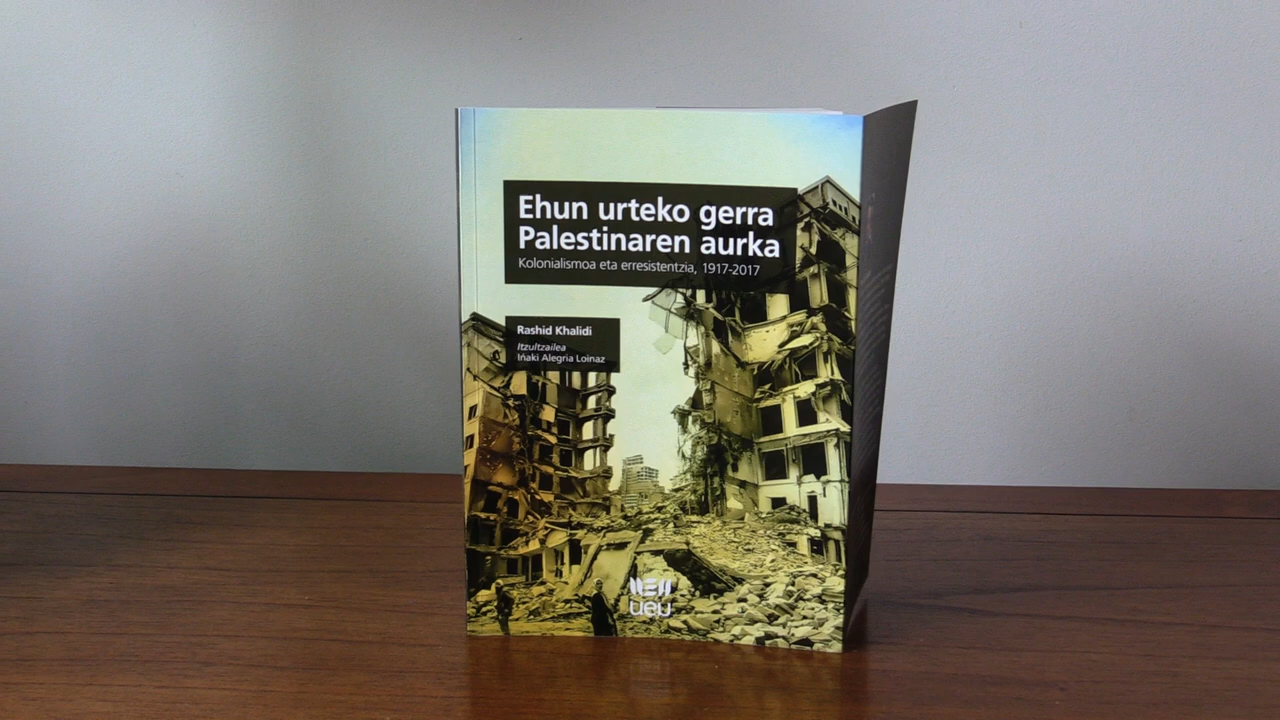 Ehun urteko gerra
Palestinaren aurka
Kolonialismoa eta erresistentzia, 1917-2017
Rashid Khalidi
Itzultzailea
Iñaki Alegria Loinaz
ueu